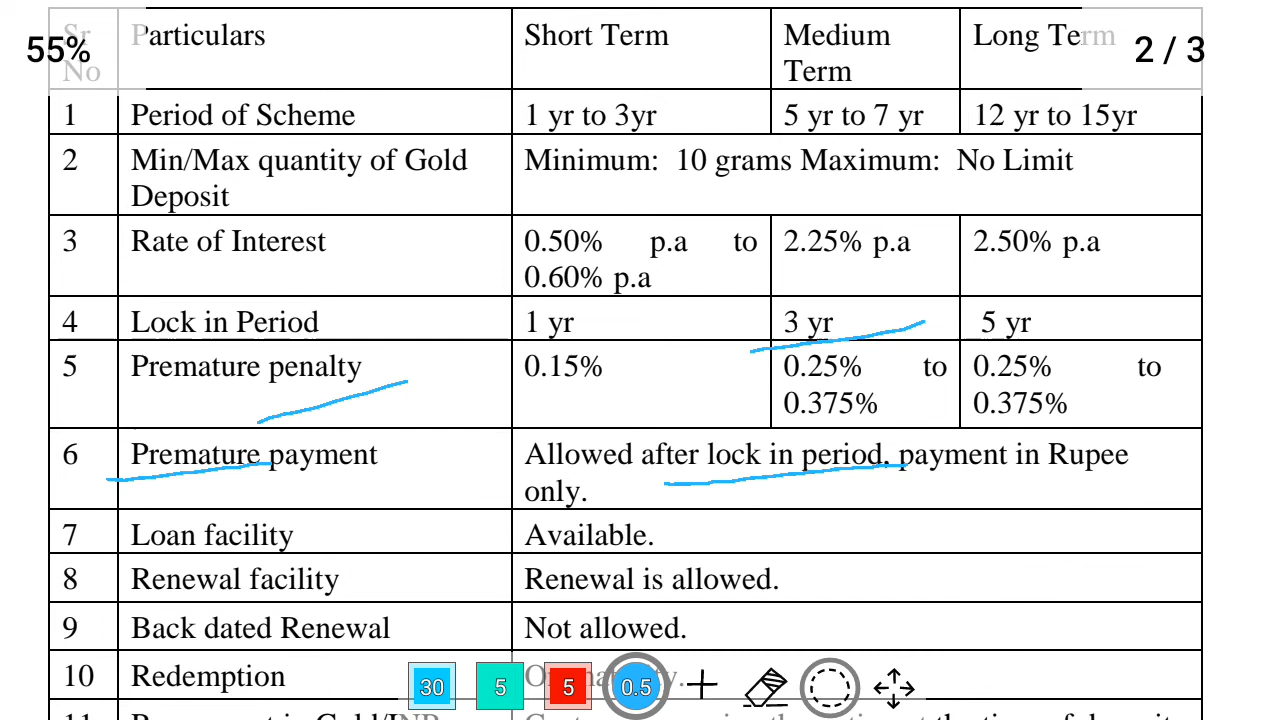 Sr Particulars Short Term Medium Long Term
No Term
55% 2 / 3
1 Period of Scheme 1 yr to 3yr 5 yr to 7 yr 12 yr to 15yr
2 Min/Max quantity of Gold Minimum: 10 grams Maximum: No Limit
Deposit
3 Rate of Interest 0.50% p.a to 2.25% p.a 2.50% p.a
0.60% p.a
4 Lock in Period 1 yr 3 yr 5 yr
5 Premature penalty 0.15% 0.25% to 0.25% to
0.375% 0.375%
6 Premature payment Allowed after lock in period, payment in Rupee
only.
7 Loan facility Available.
8 Renewal facility Renewal is allowed.
9 Back dated Renewal Not allowed.
10 Redemption
30 5 5 0.5